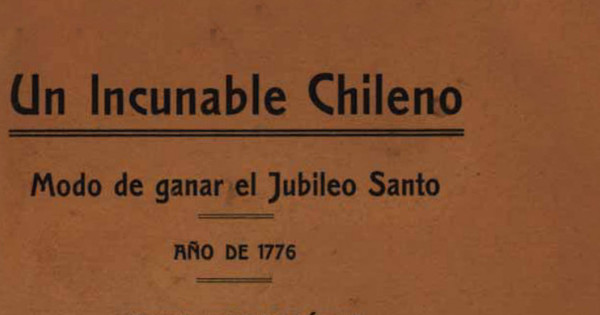 Un Incunable Chileno
Modo de ganar el Jubileo Santo
AÑO DE 1776